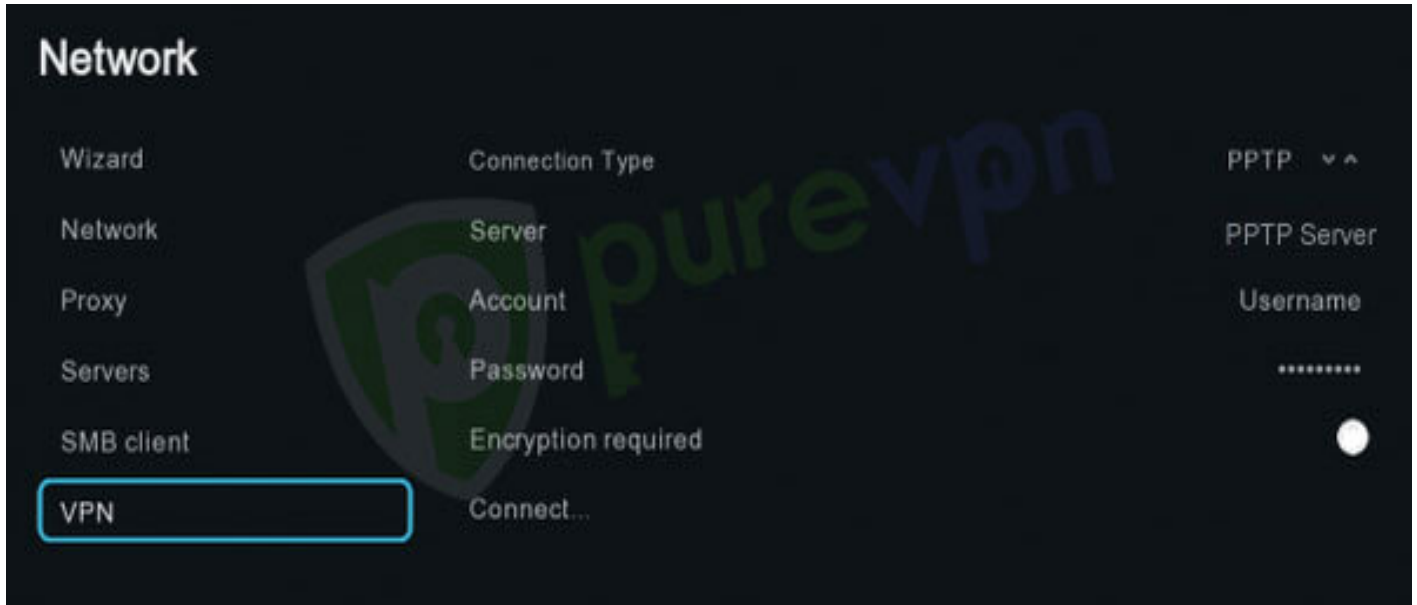 Network
Wizard
Network
Proxy
Servers
SMB client
VPN
Connection Type PPTP
Server PPTP Server
Account Username
Password •••••••••
Encryption required
Connect...
purevpn